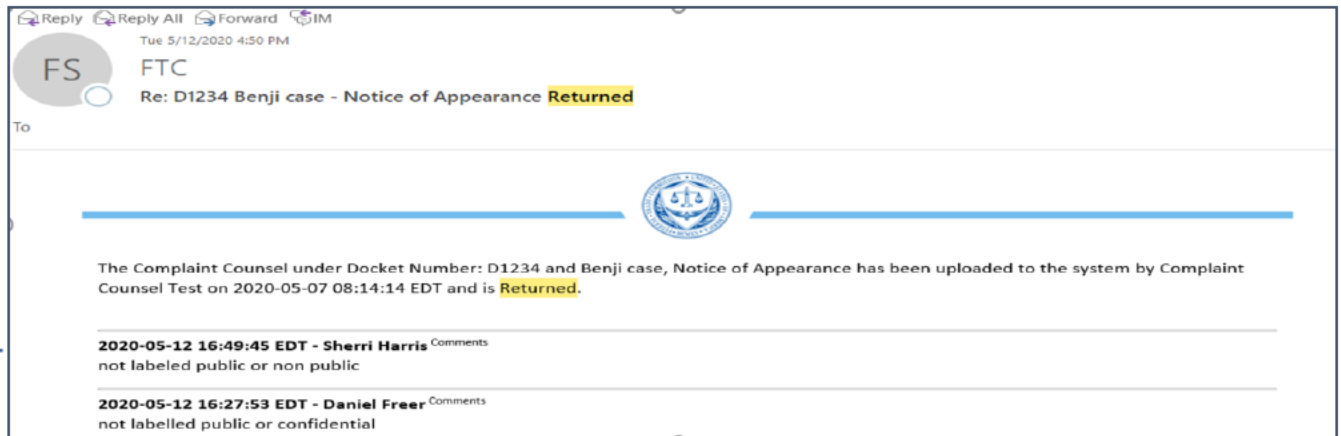 Reply Reply All Forward IM
Tue 5/12/2020 4:50 PM
FS
FTC
Re: D1234 Benji case - Notice of Appearance Returned
To
The Complaint Counsel under Docket Number: D1234 and Benji case, Notice of Appearance has been uploaded to the system by Complaint
Counsel Test on 2020-05-07 08:14:14 EDT and is Returned.
2020-05-12 16:49:45 EDT - Sherri Harris Comments
not labeled public or non public
2020-05-12 16:27:53 EDT - Daniel Freer Comments
not labelled public or confidential